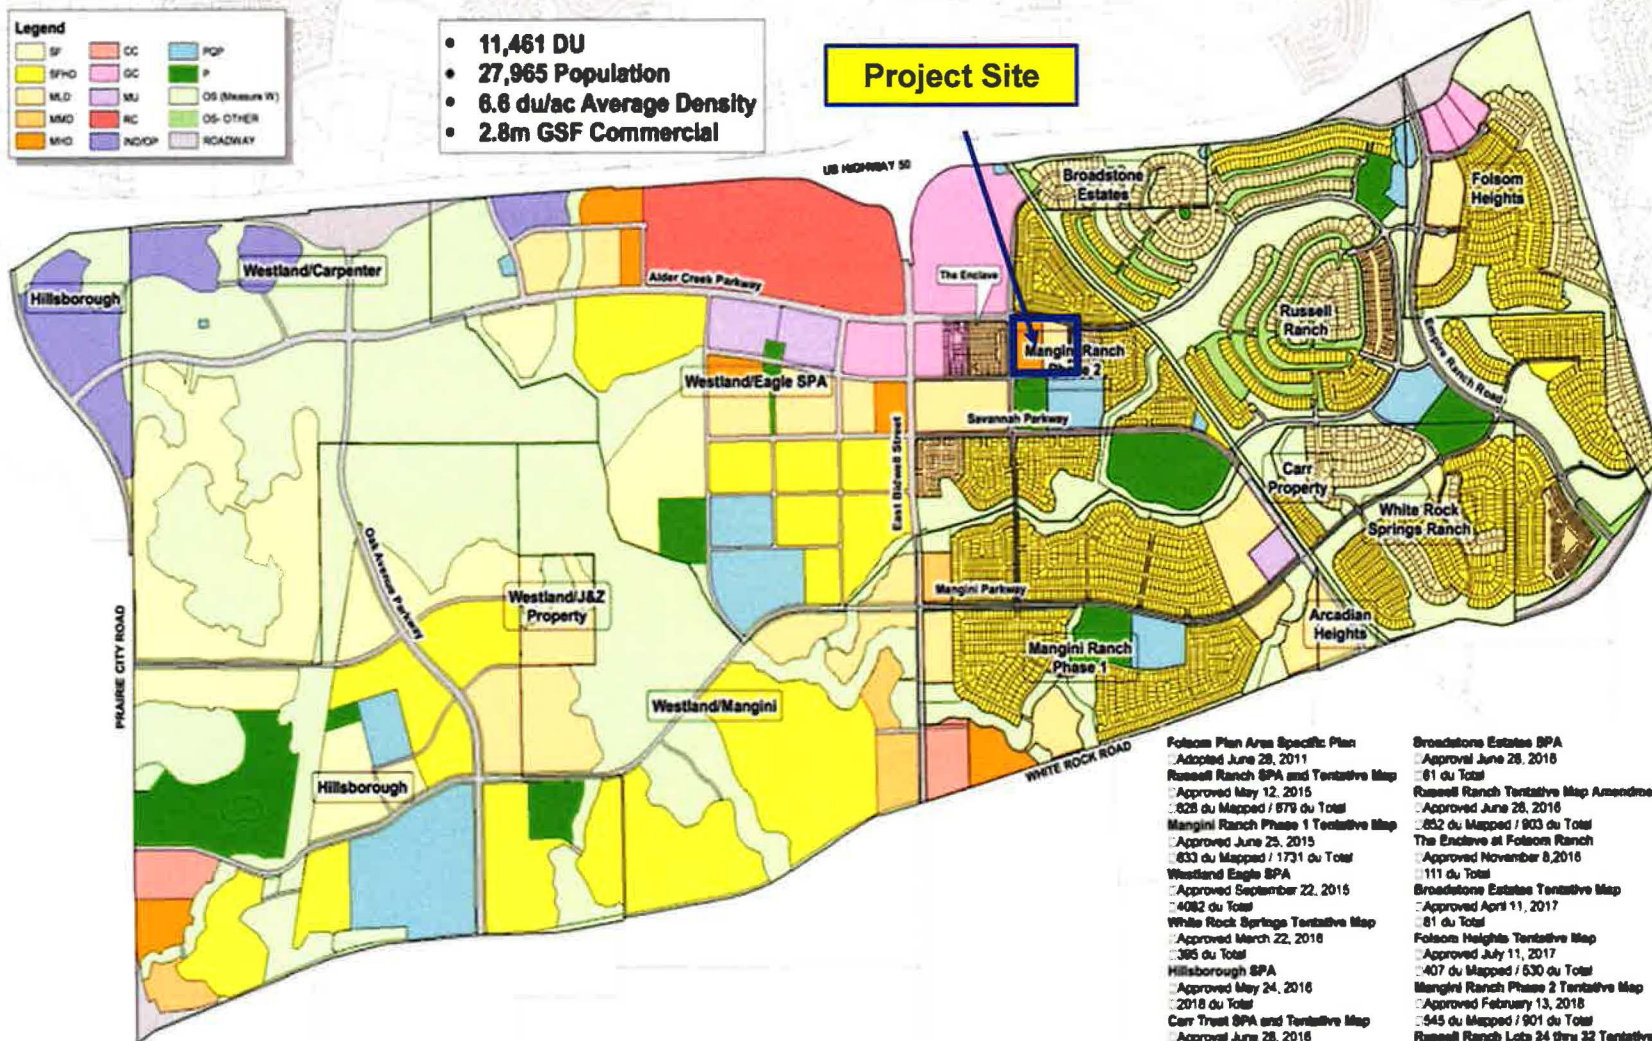 Legend
SF
SFHD
MLD
MMD
MHD
CC
GC
MU
RC
IND/OP
PQP
P
OS (Measure W)
OS- OTHER
ROADWAY
• 11,461 DU
• 27,965 Population
• 6.6 du/ac Average Density
• 2.8m GSF Commercial
Project Site
US HIGHWAY 50
Broadstone
Estates
Folsom
Heights
Westland/Carpenter
Hillsborough
Alder Creek Parkway
The Enclave
Russell
Ranch
Mangini Ranch
Phase 2
Empire Ranch Road
Westland/Eagle SPA
Savannah Parkway
East Bidwell Street
Carr
Property
White Rock
Springs Ranch
Oak Avenue Parkway
Westland/J&Z
Property
Mangini Parkway
Arcadian
Heights
Mangini Ranch
Phase 1
PRAIRIE CITY ROAD
Westland/Mangini
WHITE ROCK ROAD
Hillsborough
Folsom Plan Area Specific Plan
Adopted June 28, 2011
Russell Ranch SPA and Tentative Map
Approved May 12, 2015
828 du Mapped / 879 du Total
Mangini Ranch Phase 1 Tentative Map
Approved June 25, 2015
833 du Mapped / 1731 du Total
Westland Eagle SPA
Approved September 22, 2015
4082 du Total
White Rock Springs Tentative Map
Approved March 22, 2016
395 du Total
Hillsborough SPA
Approved May 24, 2016
2018 du Total
Carr Trust SPA and Tentative Map
Approval June 28, 2016
Broadstone Estates SPA
Approval June 28, 2016
81 du Total
Russell Ranch Tentative Map Amendme
Approved June 28, 2016
852 du Mapped / 903 du Total
The Enclave at Folsom Ranch
Approved November 8,2016
111 du Total
Broadstone Estates Tentative Map
Approved April 11, 2017
81 du Total
Folsom Heights Tentative Map
Approved July 11, 2017
407 du Mapped / 530 du Total
Mangini Ranch Phase 2 Tentative Map
Approved February 13, 2018
545 du Mapped / 901 du Total
Russell Ranch Lots 24 thru 32 Tentative